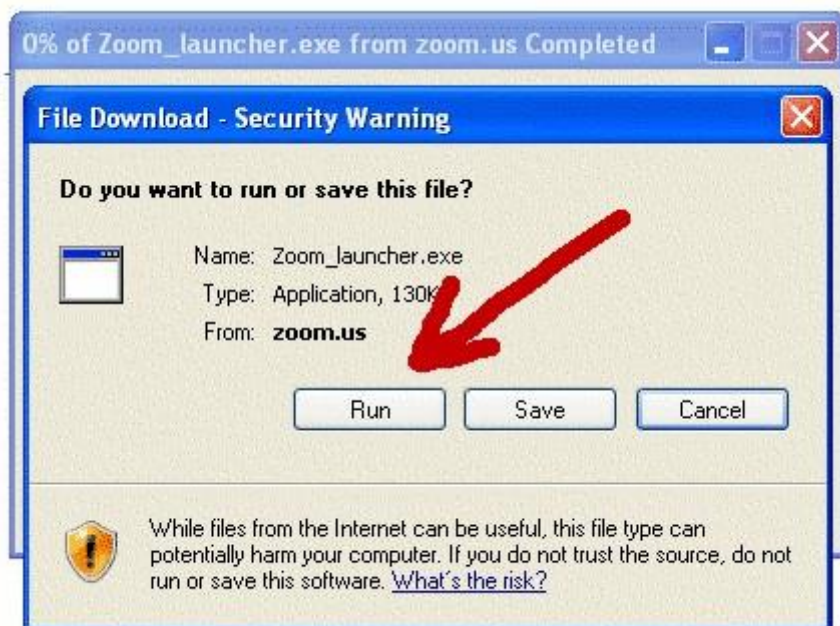 0% of Zoom_launcher.exe from zoom.us Completed
File Download - Security Warning
Do you want to run or save this file?
Name: Zoom_launcher.exe
Type: Application, 130K
From: zoom.us
Run Save Cancel
While files from the Internet can be useful, this file type can
potentially harm your computer. If you do not trust the source, do not
run or save this software. What's the risk?